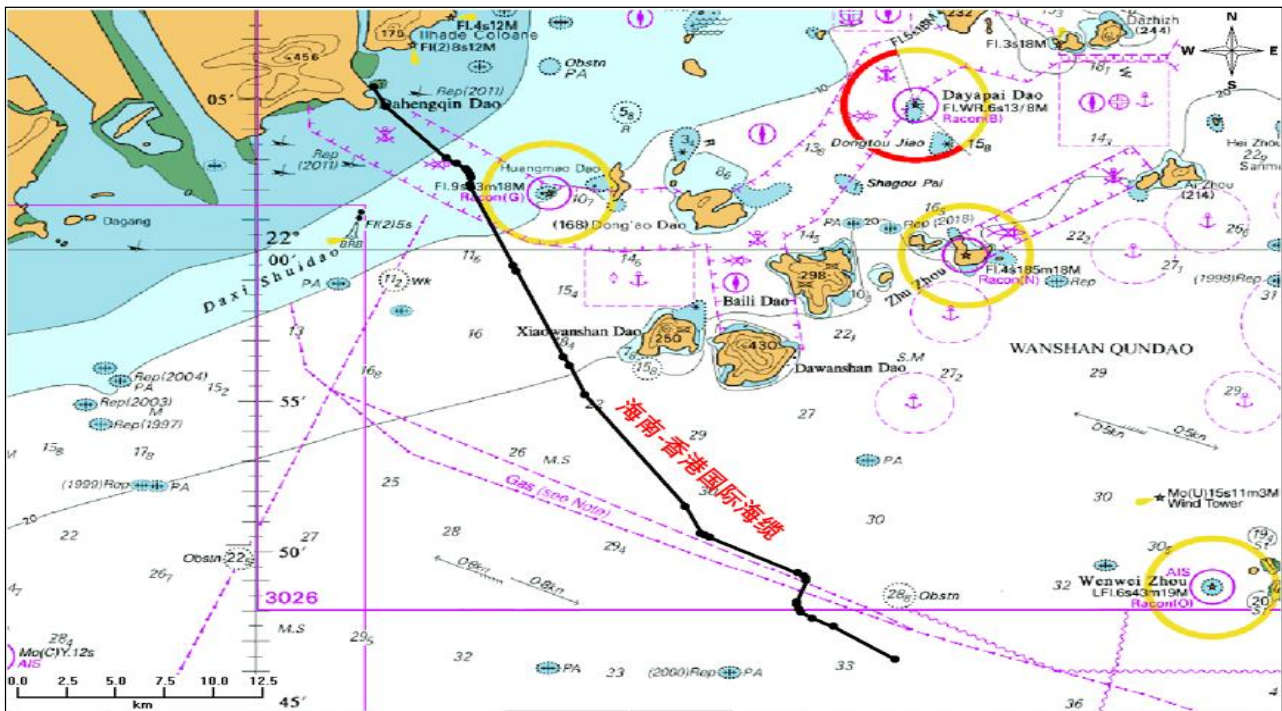 Fl.4s12M
Ilhade Coloane
Fl(2)8s12M
175
456
Obstn
PA
Rep(2011)
Dahengqin Dao
05´
Rep
(2011)
Fl.5s18M
232
Fl.3s18M
Dazhizh
(244)
N
W
E
S
Dayapai Dao
Fl.WR.6s13/8M
Racon(B)
Dongtou Jiao
Shagou Pai
Hei Zhou
Ai Zhou
(214)
Huangmao Dao
Racon(G)
(168) Dong'ao Dao
PA
Rep (2018)
Dagang
Fl(2)5s
BRB
22°
00´
Daxi Shuidao
PA
Wk
Fl.4s185m18M
Racon(N)
Zhu Zhou
Rep
(1998)Rep
298
Baili Dao
Xiaowanshan Dao
250
430
Dawanshan Dao
S.M
WANSHAN QUNDAO
Rep(2004)
PA
Rep(2003)
M
Rep(1997)
55´
海南-香港国际海缆
0.5kn
0.5kn
M.S
(1999)Rep
PA
Gas (see Note)
PA
Mo(U)15s11m3M
Wind Tower
50´
Obstn
0.8kn
0.8kn
Obstn
AIS
Wenwei Zhou
LFl.6s43m19M
Racon(O)
3026
M.S
Mo(C)Y.12s
AIS
PA
(2000)Rep
PA
45´
0.0 2.5 5.0 7.5 10.0 12.5
km